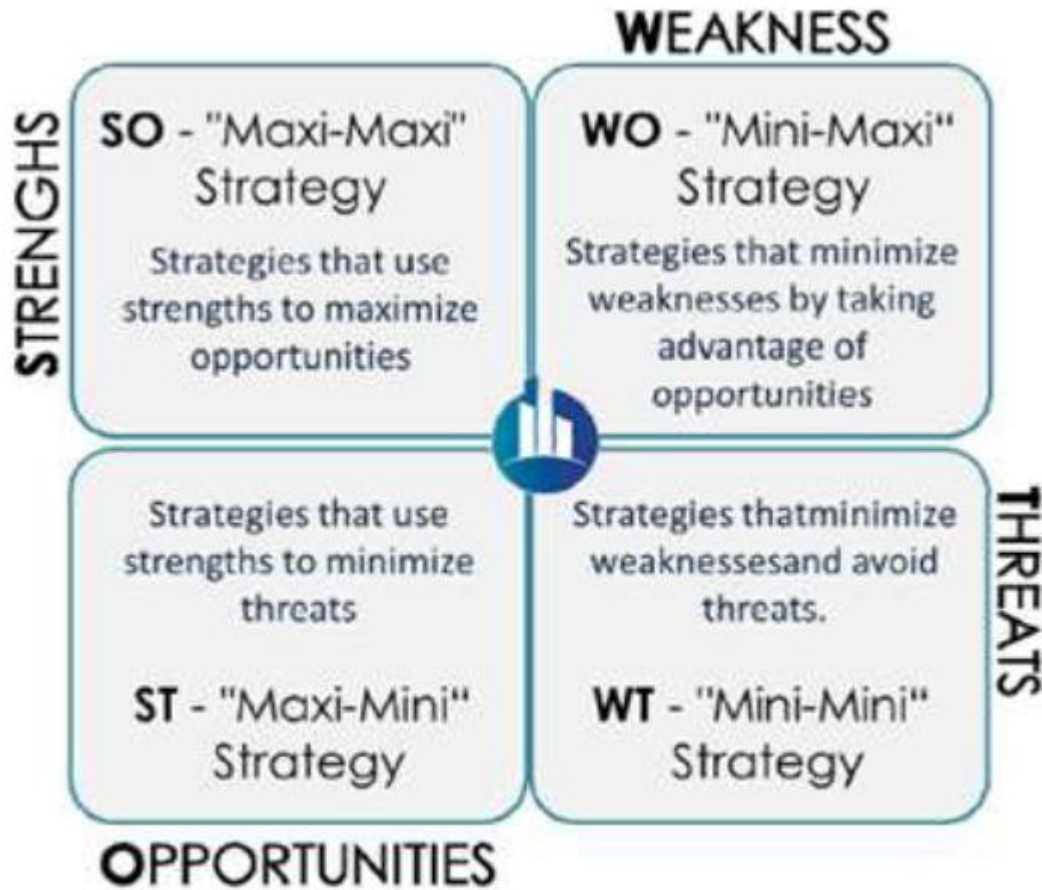 WEAKNESS
STRENGHS
SO - "Maxi-Maxi"
Strategy
Strategies that use
strengths to maximize
opportunities
WO - "Mini-Maxi“
Strategy
Strategies that minimize
weaknesses by taking
advantage of
opportunities
Strategies that use
strengths to minimize
threats
ST - "Maxi-Mini“
Strategy
Strategies thatminimize
weaknessesand avoid
threats.
WT - "Mini-Mini“
Strategy
THREATS
OPPORTUNITIES